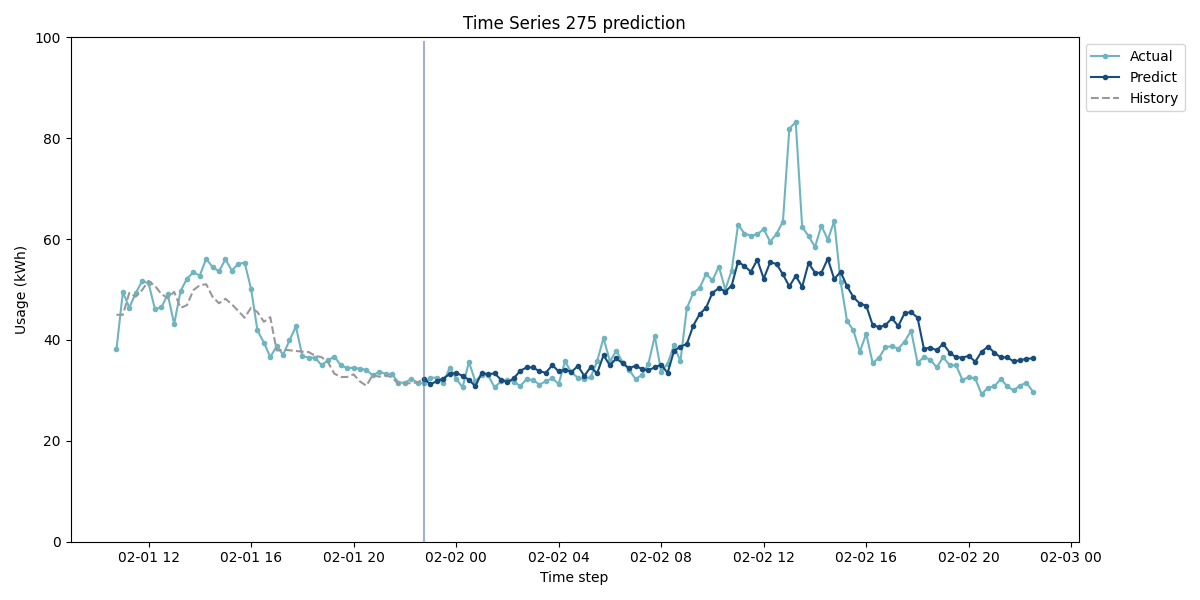 Time Series 275 prediction
100
80
60
40
20
0
Usage (kWh)
02-01 12
02-01 16
02-01 20
02-02 00
02-02 04
02-02 08
02-02 12
02-02 16
02-02 20
02-03 00
Time step
Actual
Predict
History